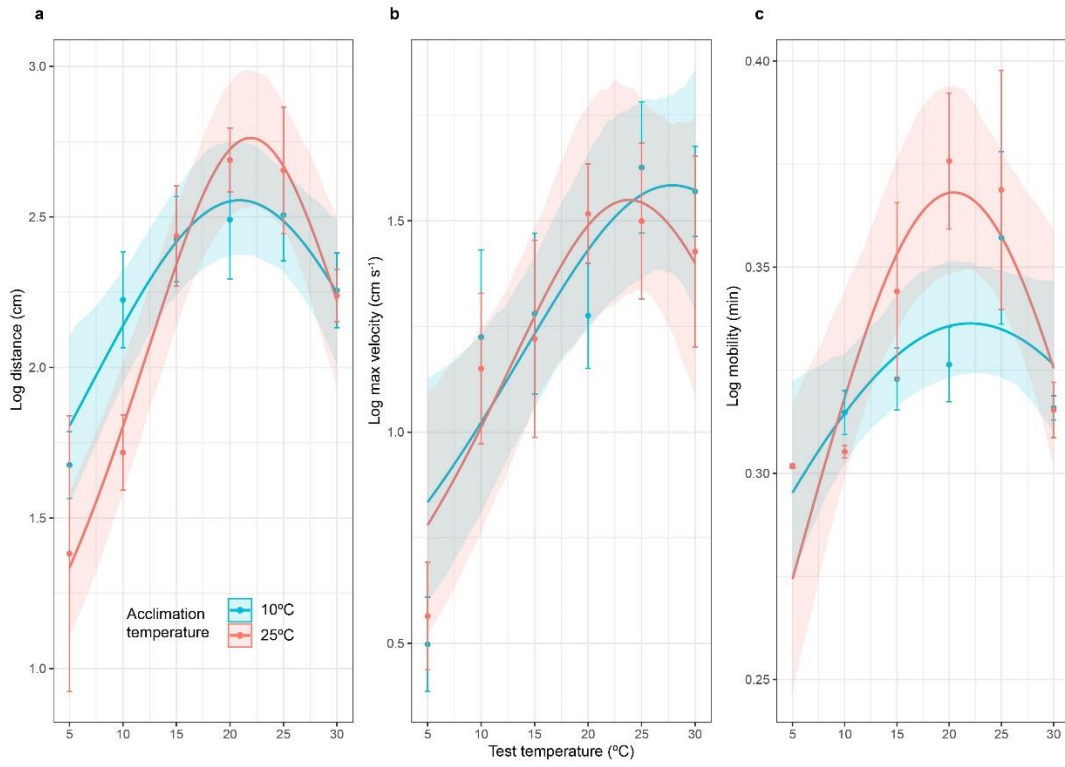 a
b
c
Log distance (cm)
3.0
2.5
2.0
1.5
1.0
Acclimation
temperature
10ºC
25ºC
5 10 15 20 25 30
Log max velocity (cm s⁻¹)
1.5
1.0
0.5
5 10 15 20 25 30
Test temperature (ºC)
Log mobility (min)
0.40
0.35
0.30
0.25
5 10 15 20 25 30